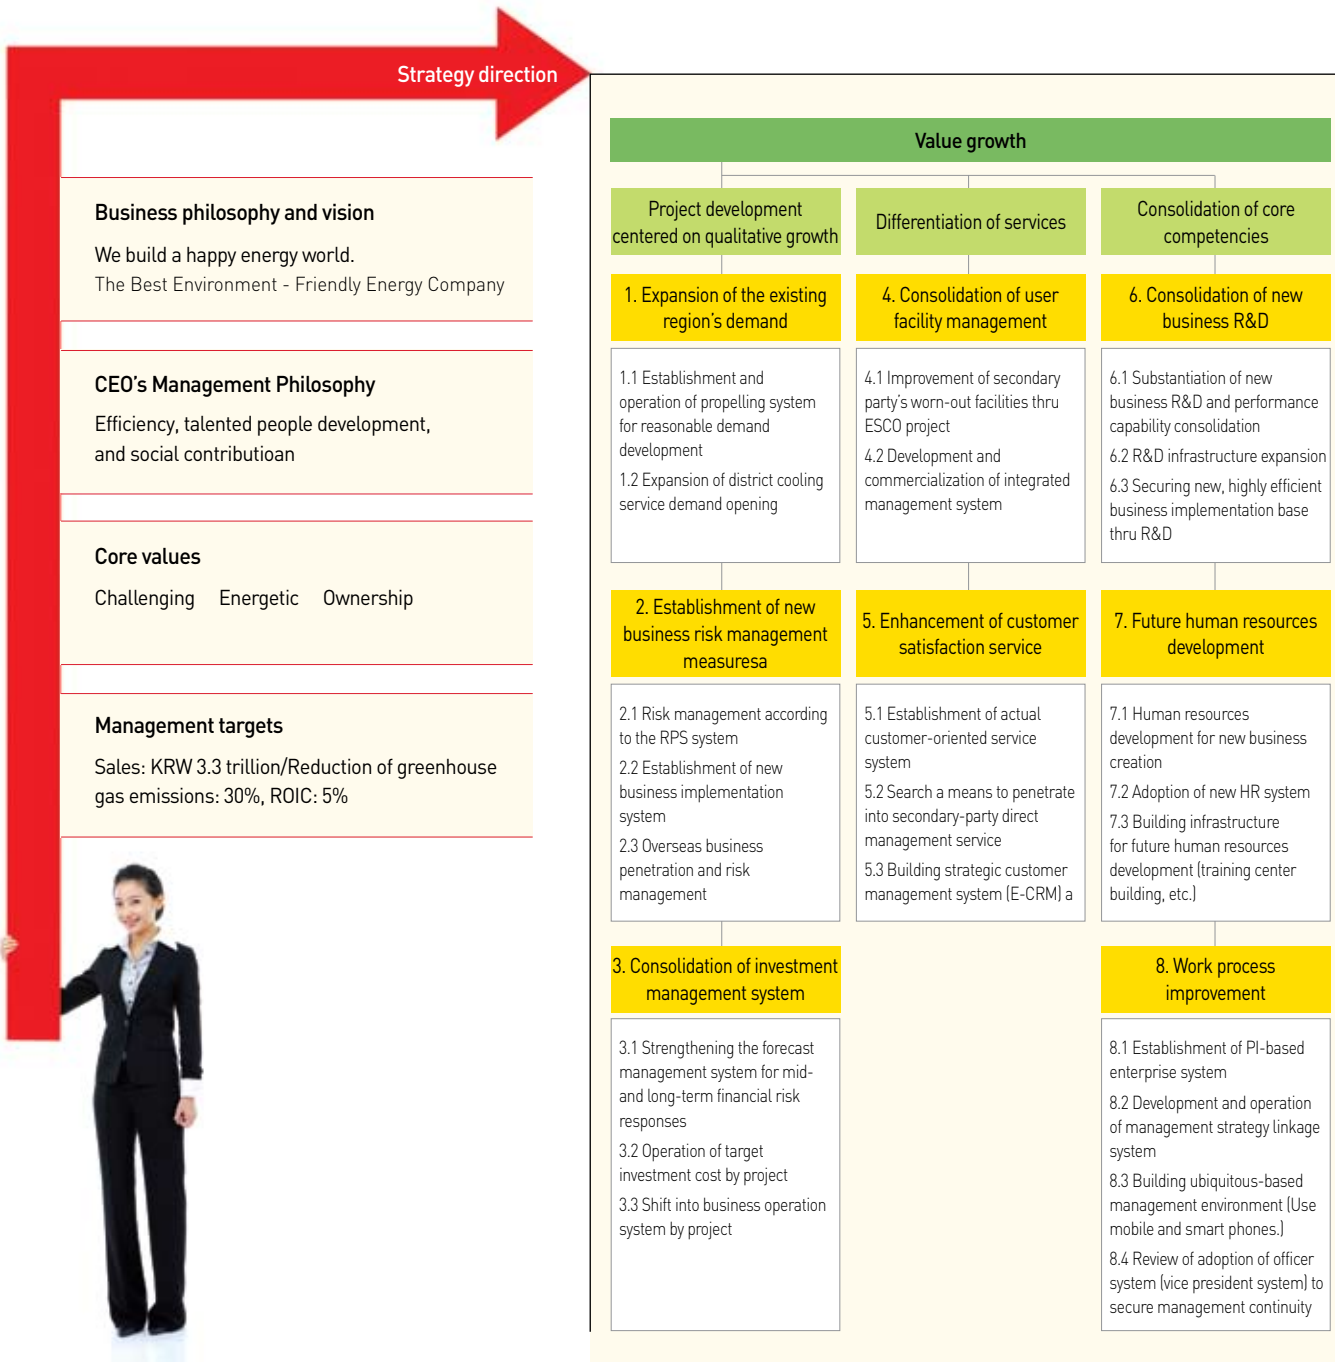 Strategy direction
Business philosophy and vision
We build a happy energy world.
The Best Environment - Friendly Energy Company
CEO's Management Philosophy
Efficiency, talented people development,
and social contributioan
Core values
Challenging Energetic Ownership
Management targets
Sales: KRW 3.3 trillion/Reduction of greenhouse
gas emissions: 30%, ROIC: 5%
Value growth
Project development
centered on qualitative growth
1. Expansion of the existing
region's demand
1.1 Establishment and
operation of propelling system
for reasonable demand
development
1.2 Expansion of district cooling
service demand opening
2. Establishment of new
business risk management
measuresa
2.1 Risk management according
to the RPS system
2.2 Establishment of new
business implementation
system
2.3 Overseas business
penetration and risk
management
3. Consolidation of investment
management system
3.1 Strengthening the forecast
management system for mid-
and long-term financial risk
responses
3.2 Operation of target
investment cost by project
3.3 Shift into business operation
system by project
Differentiation of services
4. Consolidation of user
facility management
4.1 Improvement of secondary
party's worn-out facilities thru
ESCO project
4.2 Development and
commercialization of integrated
management system
5. Enhancement of customer
satisfaction service
5.1 Establishment of actual
customer-oriented service
system
5.2 Search a means to penetrate
into secondary-party direct
management service
5.3 Building strategic customer
management system (E-CRM) a
Consolidation of core
competencies
6. Consolidation of new
business R&D
6.1 Substantiation of new
business R&D and performance
capability consolidation
6.2 R&D infrastructure expansion
6.3 Securing new, highly efficient
business implementation base
thru R&D
7. Future human resources
development
7.1 Human resources
development for new business
creation
7.2 Adoption of new HR system
7.3 Building infrastructure
for future human resources
development (training center
building, etc.)
8. Work process
improvement
8.1 Establishment of PI-based
enterprise system
8.2 Development and operation
of management strategy linkage
system
8.3 Building ubiquitous-based
management environment (Use
mobile and smart phones.)
8.4 Review of adoption of officer
system (vice president system) to
secure management continuity